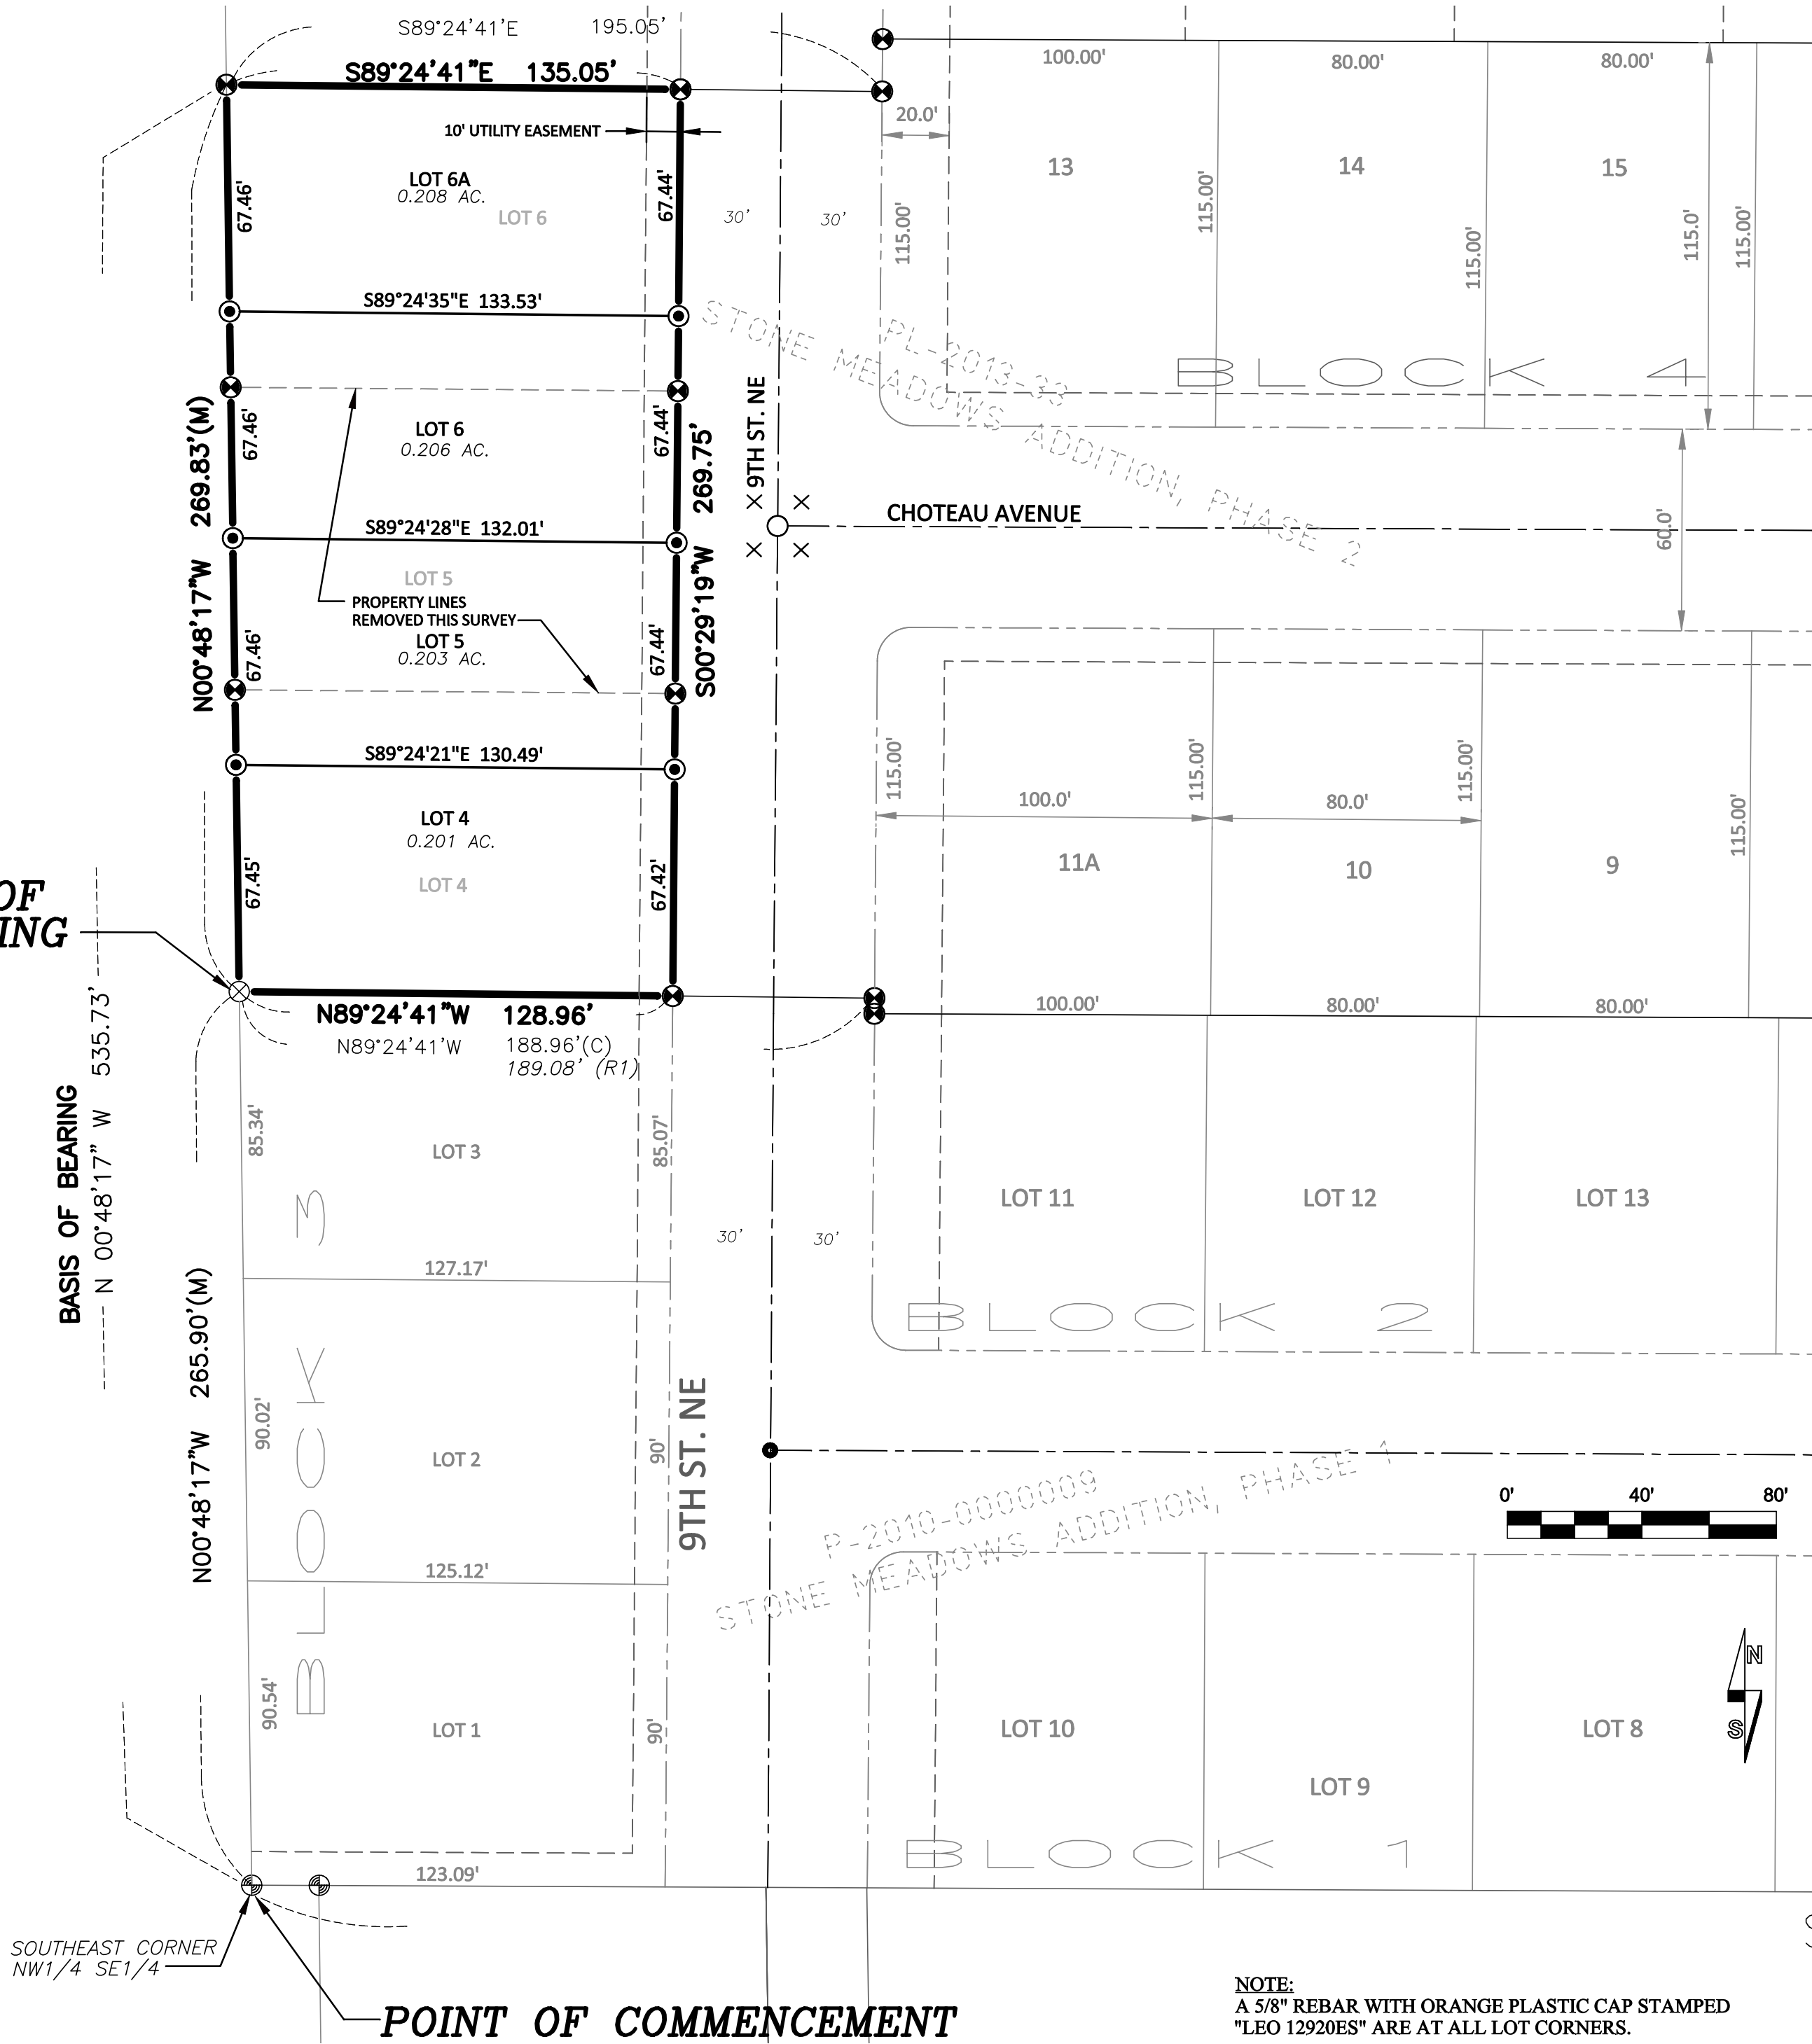 S89°24'41'E 195.05'
S89°24'41"E 135.05'
10' UTILITY EASEMENT
LOT 6A
0.208 AC.
LOT 6
67.46'
67.44'
30' 30'
100.00' 80.00' 80.00'
20.0'
13 14 15
115.00'
115.00'
115.00'
115.0'
115.00'
S89°24'35"E 133.53'
PL-2013-33
STONE MEADOWS ADDITION, PHASE 2
BLOCK 4
N00°48'17"W 269.83'(M)
67.46'
LOT 6
0.206 AC.
67.44'
S00°29'19"W 269.75'
9TH ST. NE
CHOTEAU AVENUE
60.0'
S89°24'28"E 132.01'
LOT 5
PROPERTY LINES
REMOVED THIS SURVEY
LOT 5
0.203 AC.
67.46'
67.44'
S89°24'21"E 130.49'
LOT 4
0.201 AC.
LOT 4
67.45'
67.42'
115.00'
115.00'
115.00'
115.00'
100.0' 80.0'
11A 10 9
OF
ING
N89°24'41"W 128.96'
N89°24'41'W 188.96'(C)
189.08' (R1)
100.00' 80.00' 80.00'
BASIS OF BEARING
N 00°48'17" W 535.73'
85.34'
LOT 3
85.07'
30' 30'
LOT 11 LOT 12 LOT 13
127.17'
BLOCK 2
N00°48'17"W 265.90'(M)
BLOCK 3
90.02'
LOT 2
90'
9TH ST. NE
P-2010-0000009
STONE MEADOWS ADDITION, PHASE 1
0' 40' 80'
125.12'
90.54'
LOT 1
90'
LOT 10 LOT 9 LOT 8
N
S
BLOCK 1
123.09'
SOUTHEAST CORNER
NW1/4 SE1/4
POINT OF COMMENCEMENT
NOTE:
A 5/8" REBAR WITH ORANGE PLASTIC CAP STAMPED
"LEO 12920ES" ARE AT ALL LOT CORNERS.